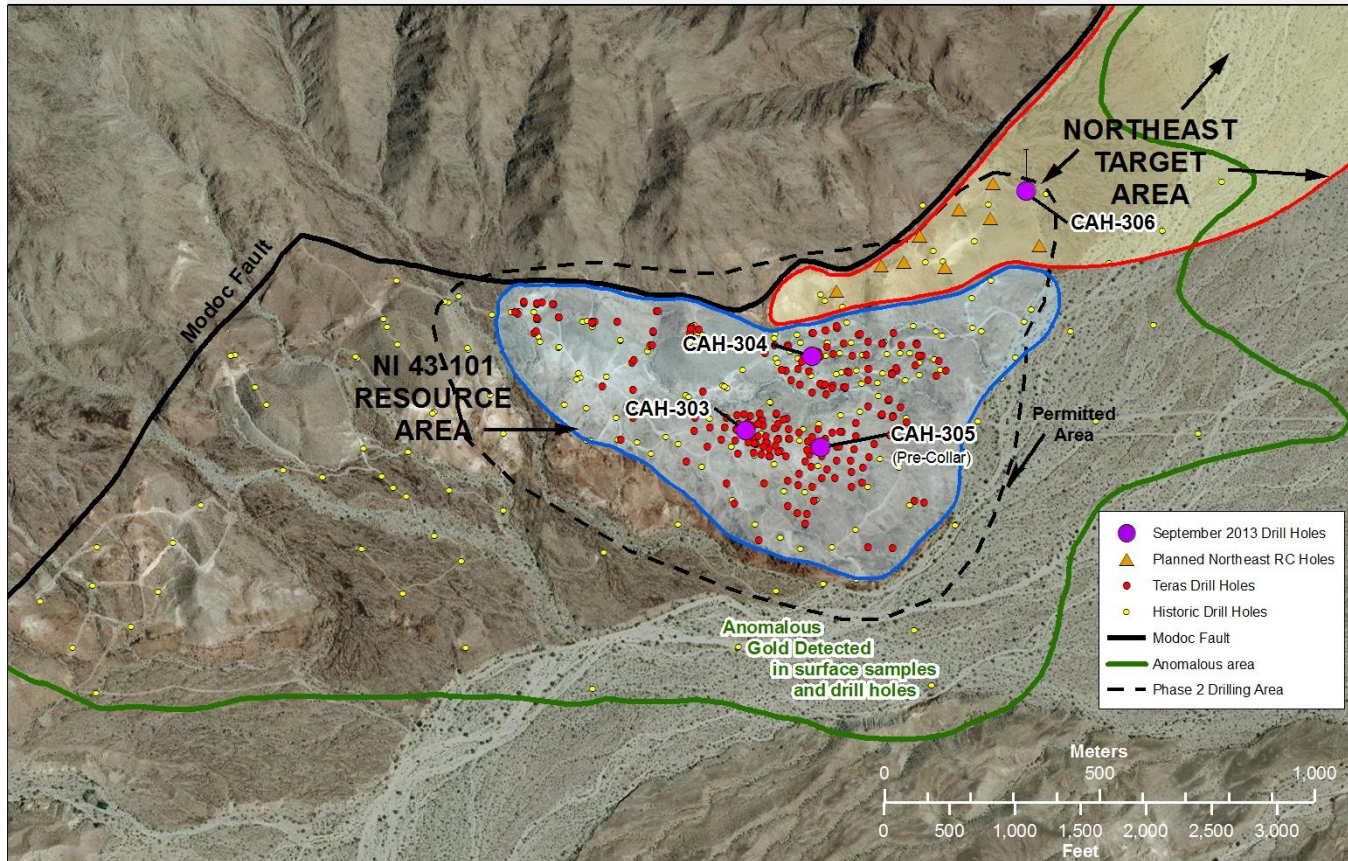 NORTHEAST
TARGET
AREA
CAH-306
Modoc Fault
CAH-304
NI 43-101
RESOURCE
AREA
CAH-303
CAH-305
(Pre-Collar)
Permitted
Area
Anomalous
Gold Detected
in surface samples
and drill holes
September 2013 Drill Holes
Planned Northeast RC Holes
Teras Drill Holes
Historic Drill Holes
Modoc Fault
Anomalous area
Phase 2 Drilling Area
Meters
0 500 1,000
0 500 1,000 1,500 2,000 2,500 3,000
Feet